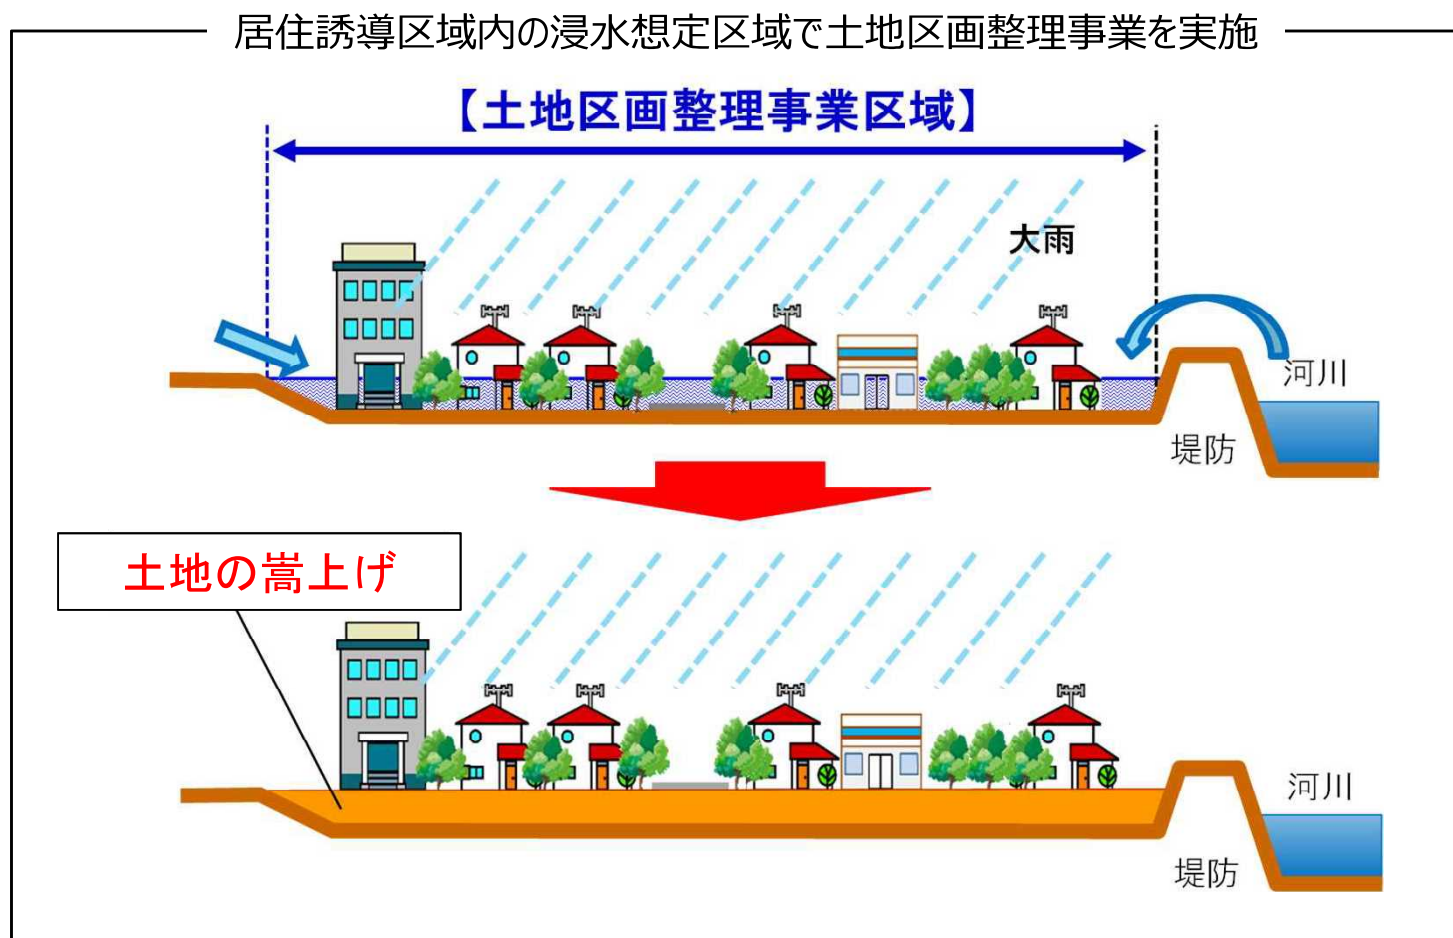 居住誘導区域内の浸水想定区域で土地区画整理事業を実施
【土地区画整理事業区域】
大雨
河川
堤防
土地の嵩上げ
河川
堤防